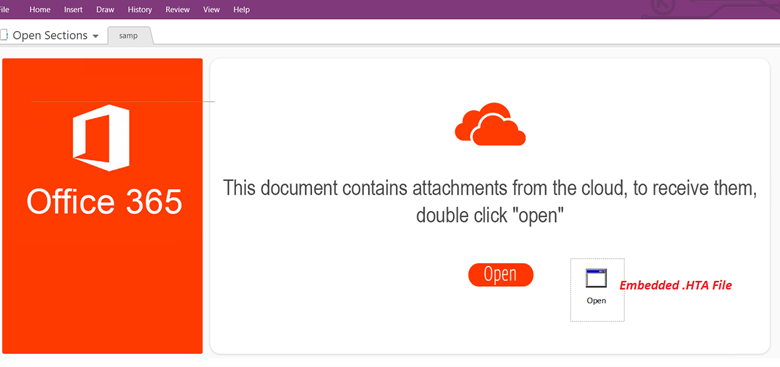 File Home Insert Draw History Review View Help
Open Sections samp
Office 365
This document contains attachments from the cloud, to receive them,
double click "open"
Open
Embedded .HTA File
Open